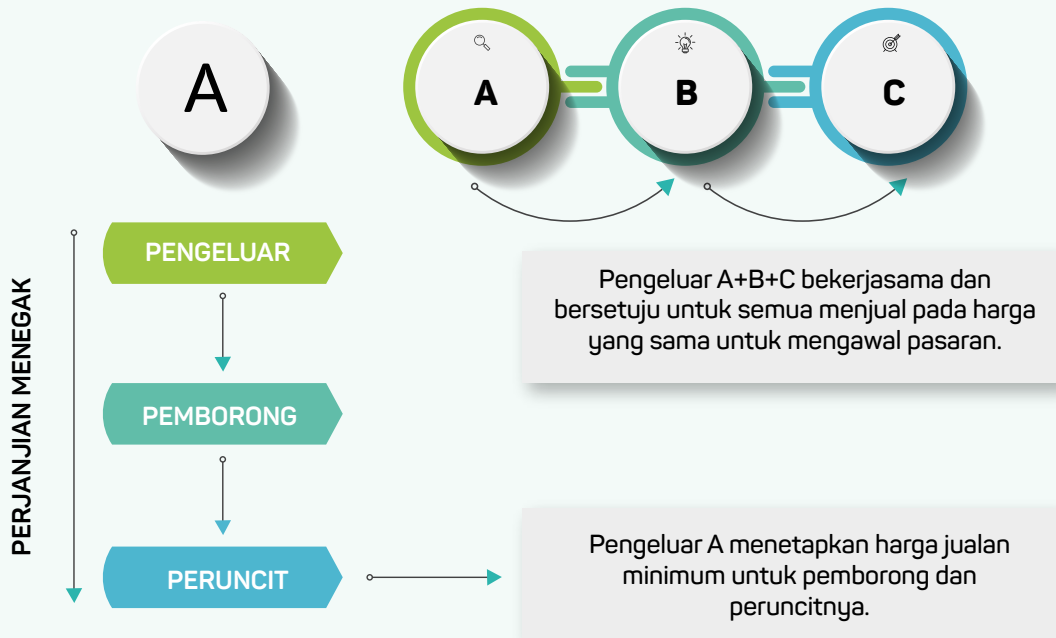 A
A
B
C
PERJANJIAN MENEGAK
PENGELUAR
PEMBORONG
PERUNCIT
Pengeluar A+B+C bekerjasama dan
bersetuju untuk semua menjual pada harga
yang sama untuk mengawal pasaran.
Pengeluar A menetapkan harga jualan
minimum untuk pemborong dan
peruncitnya.